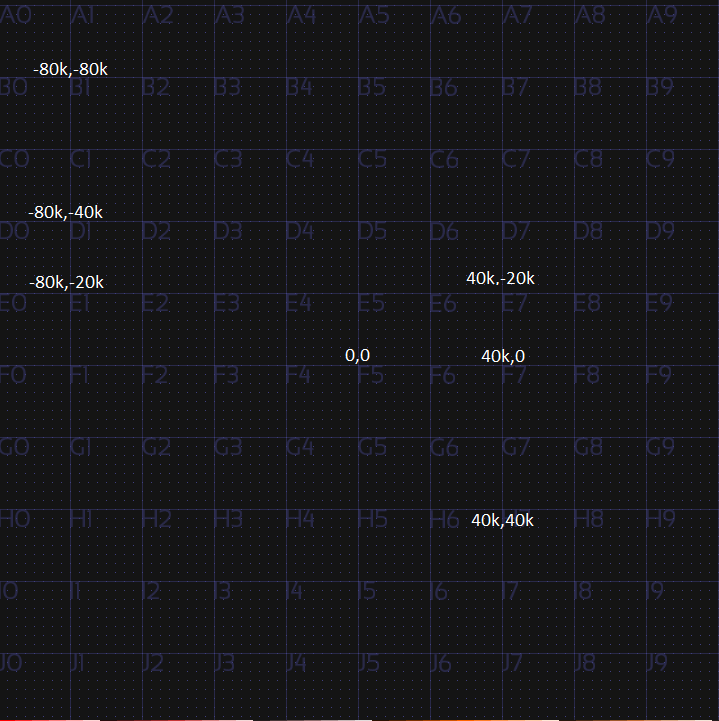 A0 A1 A2 A3 A4 A5 A6 A7 A8 A9
-80k,-80k
B0 B1 B2 B3 B4 B5 B6 B7 B8 B9
C0 C1 C2 C3 C4 C5 C6 C7 C8 C9
-80k,-40k
D0 D1 D2 D3 D4 D5 D6 D7 D8 D9
-80k,-20k 40k,-20k
E0 E1 E2 E3 E4 E5 E6 E7 E8 E9
0,0 40k,0
F0 F1 F2 F3 F4 F5 F6 F7 F8 F9
G0 G1 G2 G3 G4 G5 G6 G7 G8 G9
H0 H1 H2 H3 H4 H5 H6 40k,40k H8 H9
I0 I1 I2 I3 I4 I5 I6 I7 I8 I9
J0 J1 J2 J3 J4 J5 J6 J7 J8 J9